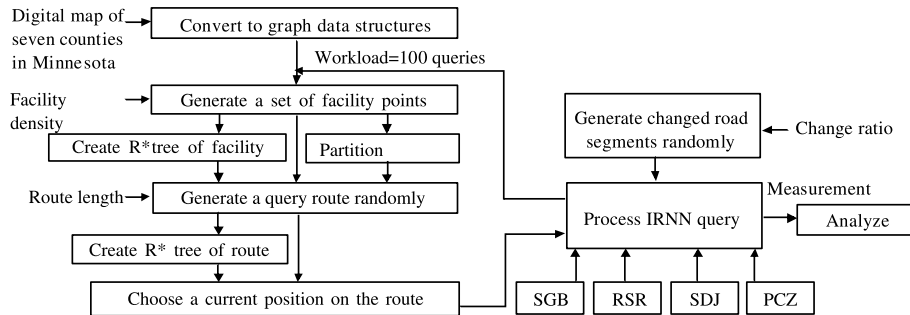 Digital map of
seven counties
in Minnesota
Convert to graph data structures
Workload=100 queries
Facility
density
Generate a set of facility points
Create R*tree of facility
Partition
Generate changed road
segments randomly
Change ratio
Route length
Generate a query route randomly
Process IRNN query
Measurement
Analyze
Create R* tree of route
Choose a current position on the route
SGB
RSR
SDJ
PCZ